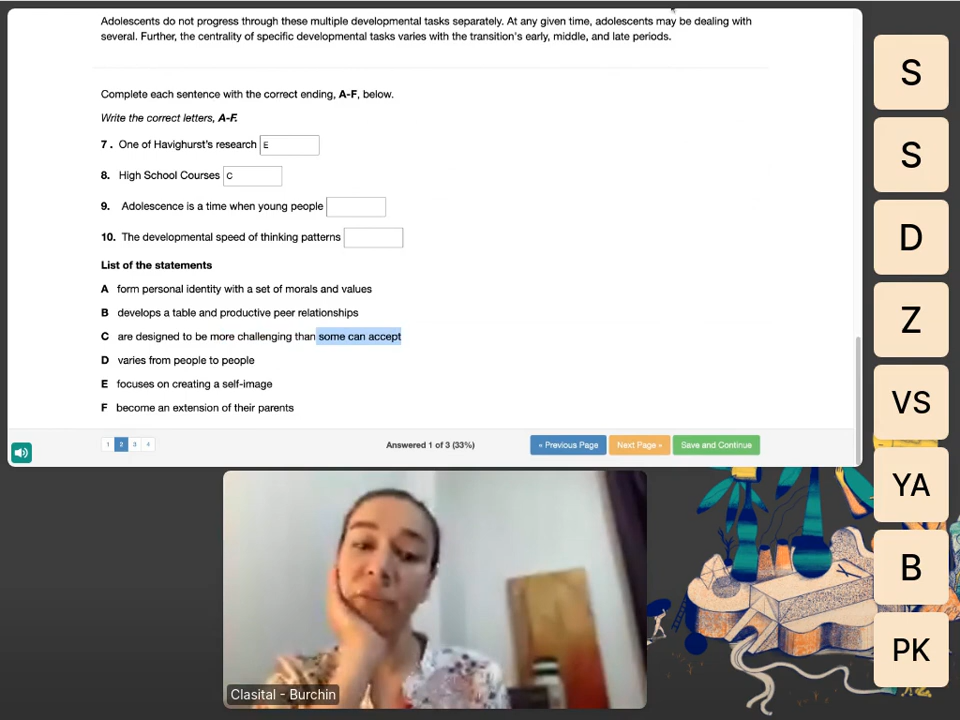 Adolescents do not progress through these multiple developmental tasks separately. At any given time, adolescents may be dealing with
several. Further, the centrality of specific developmental tasks varies with the transition's early, middle, and late periods.
Complete each sentence with the correct ending, A-F, below.
Write the correct letters, A-F.
7 . One of Havighurst's research E
8. High School Courses C
9. Adolescence is a time when young people
10. The developmental speed of thinking patterns
List of the statements
A form personal identity with a set of morals and values
B develops a table and productive peer relationships
C are designed to be more challenging than some can accept
D varies from people to people
E focuses on creating a self-image
F become an extension of their parents
1 2 3 4
Answered 1 of 3 (33%)
« Previous Page
Next Page »
Save and Continue
Clasital - Burchin
S
S
D
Z
VS
YA
B
PK